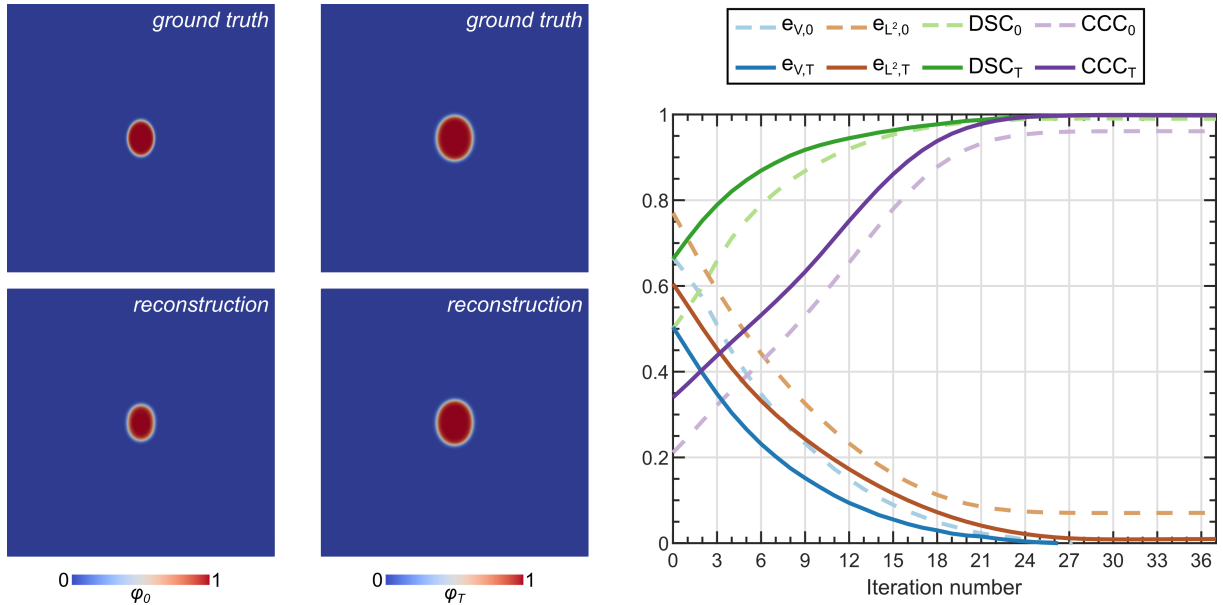 ground truth
ground truth
reconstruction
reconstruction
0 1
φ0
0 1
φT
eV,0 eL²,0 DSC0 CCC0
eV,T eL²,T DSCT CCCT
1
0.8
0.6
0.4
0.2
0
0 3 6 9 12 15 18 21 24 27 30 33 36
Iteration number